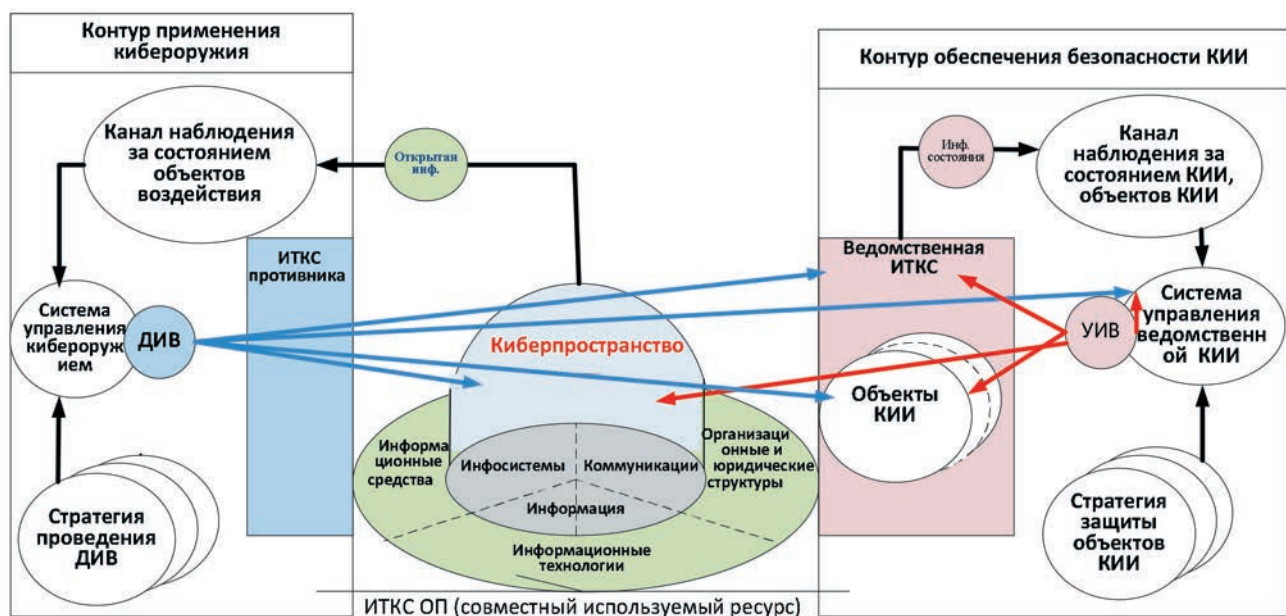 Контур применения
кибероружия
Канал наблюдения
за состоянием
объектов
воздействия
Открытая
инф.
ИТКС
противника
Система
управления
кибероруж
ием
ДИВ
Стратегия
проведения
ДИВ
Киберпространство
Информа
ционные
средства
Инфосистемы
Коммуникации
Информация
Организаци
онные и
юридические
структуры
Информационные
технологии
ИТКС ОП (совместный используемый ресурс)
Контур обеспечения безопасности КИИ
Инф.
состояния
Канал
наблюдения за
состоянием КИИ,
объектов КИИ
Ведомственная
ИТКС
УИВ
Система
управления
ведомственн
ой КИИ
Объекты
КИИ
Стратегия
защиты
объектов
КИИ